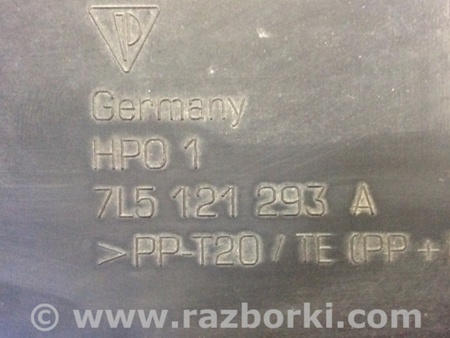 Germany
HPO 1
7L5 121 293 A
>PP-T20 / TE (PP +
© www.razborki.com